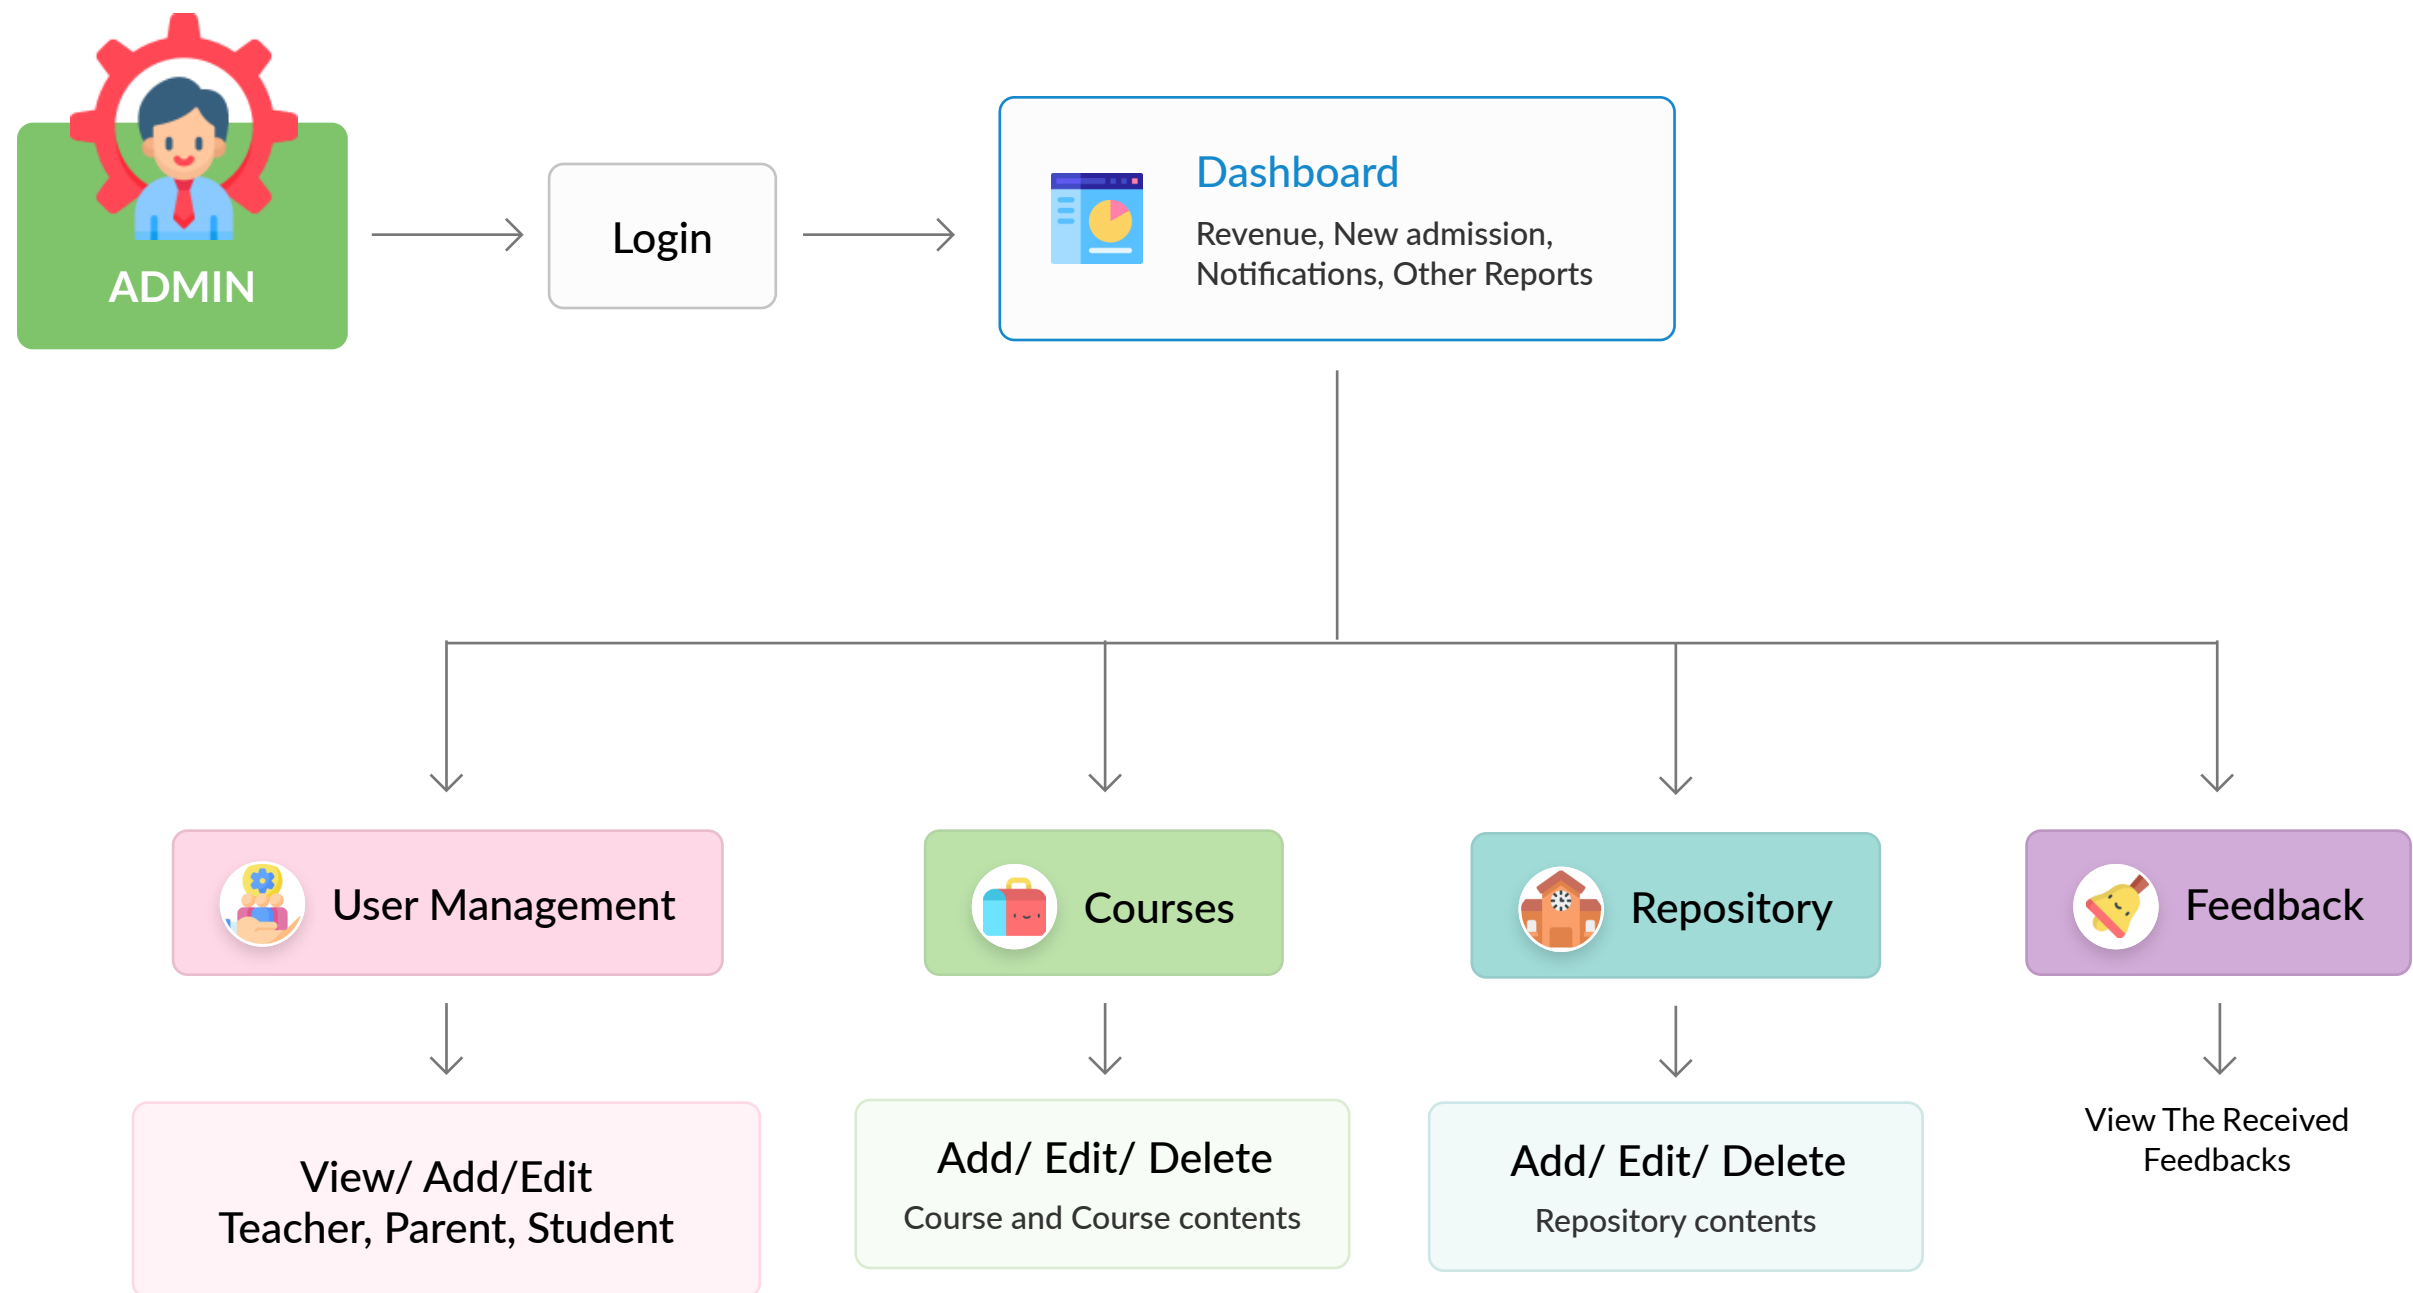 ADMIN
Login
Dashboard
Revenue, New admission,
Notifications, Other Reports
User Management
Courses
Repository
Feedback
View/ Add/Edit
Teacher, Parent, Student
Add/ Edit/ Delete
Course and Course contents
Add/ Edit/ Delete
Repository contents
View The Received
Feedbacks